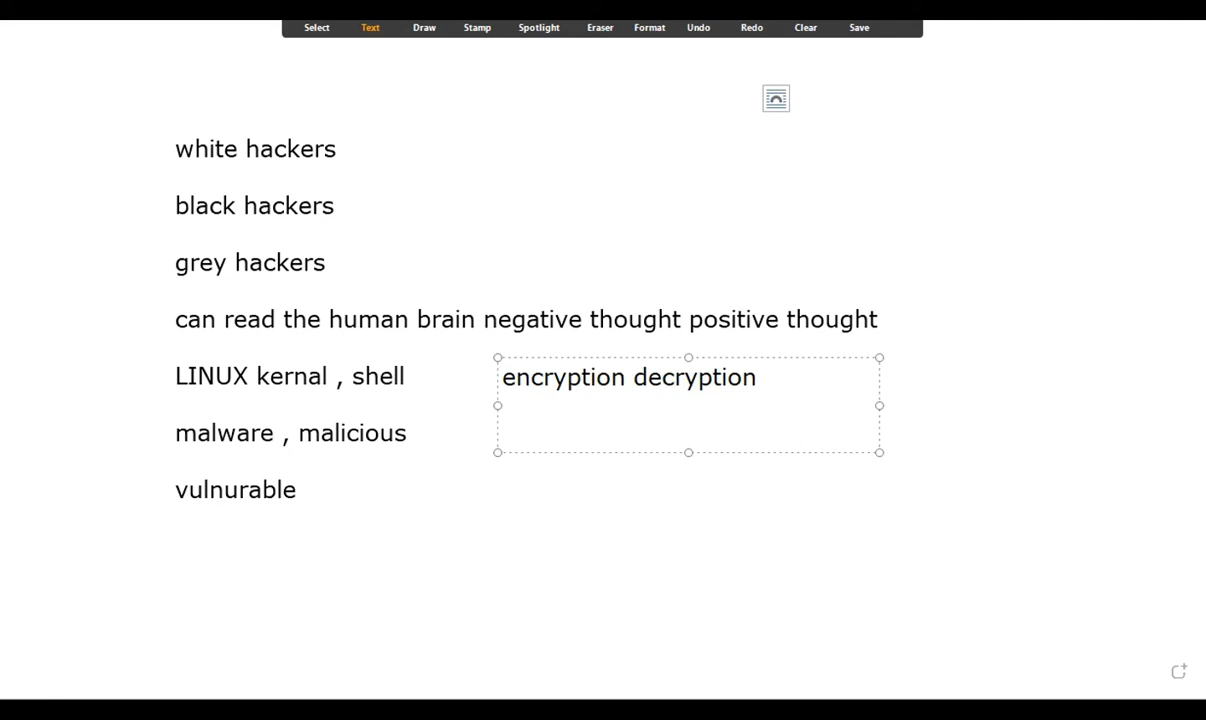 Select Text Draw Stamp Spotlight Eraser Format Undo Redo Clear Save
white hackers
black hackers
grey hackers
can read the human brain negative thought positive thought
LINUX kernal , shell
encryption decryption
malware , malicious
vulnurable